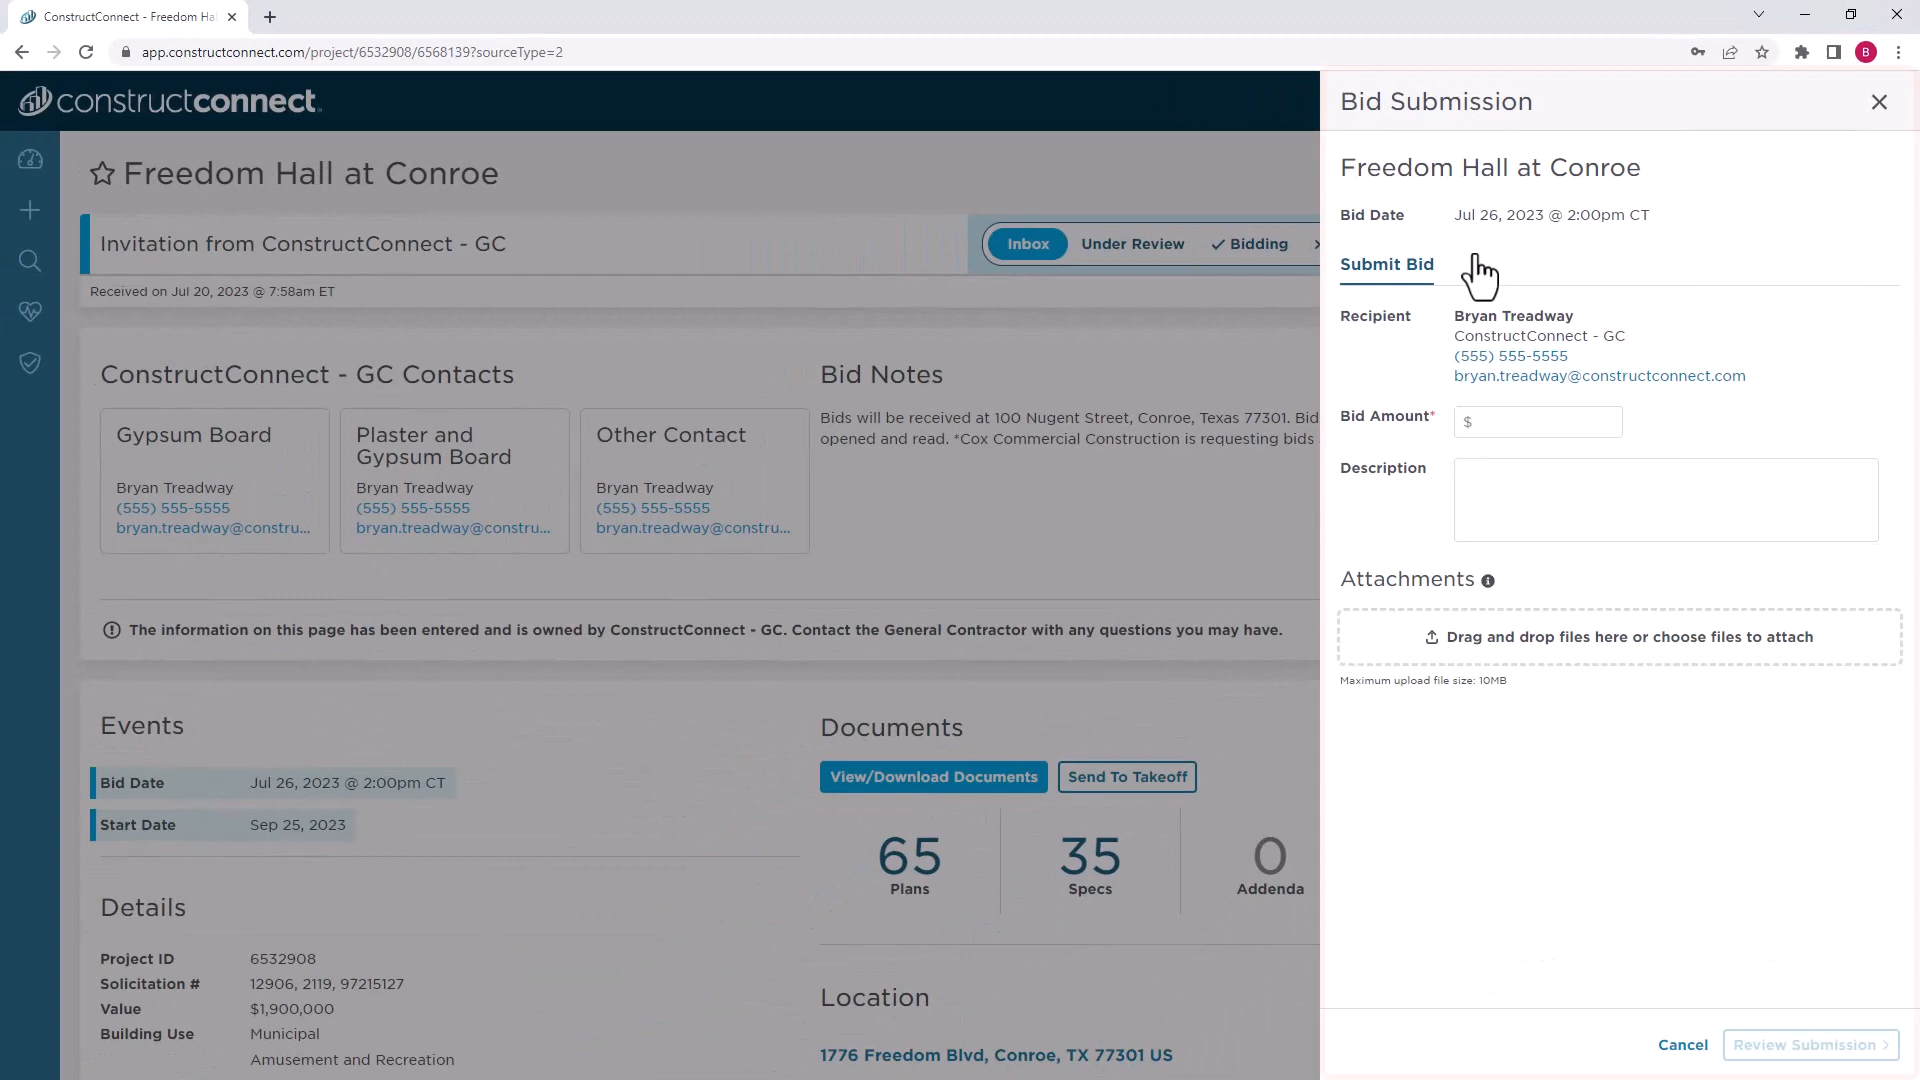 ConstructConnect - Freedom Ha
app.constructconnect.com/project/6532908/6568139?sourceType=2
B
constructconnect
Freedom Hall at Conroe
Invitation from ConstructConnect - GC
Inbox
Under Review
Bidding
Received on Jul 20, 2023 @ 7:58am ET
ConstructConnect - GC Contacts
Gypsum Board
Bryan Treadway
(555) 555-5555
bryan.treadway@constru...
Plaster and
Gypsum Board
Bryan Treadway
(555) 555-5555
bryan.treadway@constru...
Other Contact
Bryan Treadway
(555) 555-5555
bryan.treadway@constru...
Bid Notes
Bids will be received at 100 Nugent Street, Conroe, Texas 77301. Bid
opened and read. *Cox Commercial Construction is requesting bids
The information on this page has been entered and is owned by ConstructConnect - GC. Contact the General Contractor with any questions you may have.
Events
Bid Date Jul 26, 2023 @ 2:00pm CT
Start Date Sep 25, 2023
Details
Project ID 6532908
Solicitation # 12906, 2119, 97215127
Value $1,900,000
Building Use Municipal
Amusement and Recreation
Documents
View/Download Documents
Send To Takeoff
65
Plans
35
Specs
0
Addenda
Location
1776 Freedom Blvd, Conroe, TX 77301 US
Bid Submission
Freedom Hall at Conroe
Bid Date Jul 26, 2023 @ 2:00pm CT
Submit Bid
Recipient Bryan Treadway
ConstructConnect - GC
(555) 555-5555
bryan.treadway@constructconnect.com
Bid Amount* $
Description
Attachments
Drag and drop files here or choose files to attach
Maximum upload file size: 10MB
Cancel
Review Submission